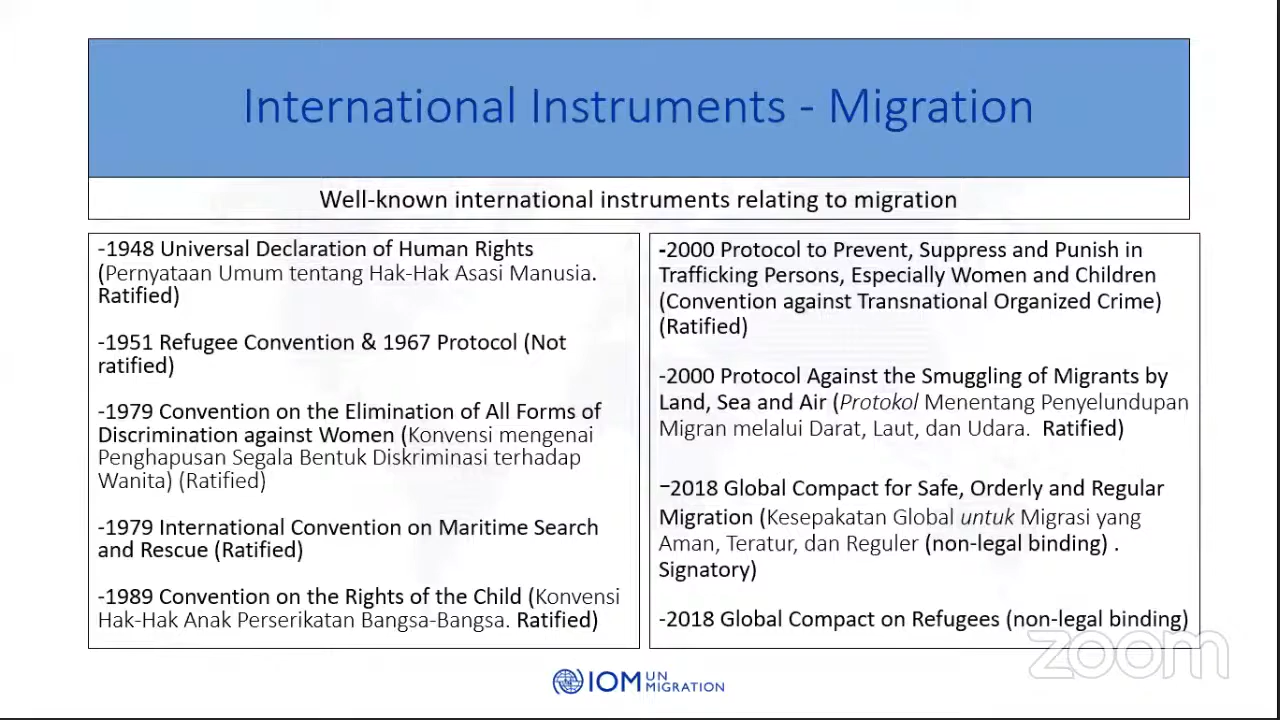 International Instruments - Migration
Well-known international instruments relating to migration
-1948 Universal Declaration of Human Rights
(Pernyataan Umum tentang Hak-Hak Asasi Manusia.
Ratified)
-1951 Refugee Convention & 1967 Protocol (Not
ratified)
-1979 Convention on the Elimination of All Forms of
Discrimination against Women (Konvensi mengenai
Penghapusan Segala Bentuk Diskriminasi terhadap
Wanita) (Ratified)
-1979 International Convention on Maritime Search
and Rescue (Ratified)
-1989 Convention on the Rights of the Child (Konvensi
Hak-Hak Anak Perserikatan Bangsa-Bangsa. Ratified)
-2000 Protocol to Prevent, Suppress and Punish in
Trafficking Persons, Especially Women and Children
(Convention against Transnational Organized Crime)
(Ratified)
-2000 Protocol Against the Smuggling of Migrants by
Land, Sea and Air (Protokol Menentang Penyelundupan
Migran melalui Darat, Laut, dan Udara.  Ratified)
-2018 Global Compact for Safe, Orderly and Regular
Migration (Kesepakatan Global untuk Migrasi yang
Aman, Teratur, dan Reguler (non-legal binding) .
Signatory)
-2018 Global Compact on Refugees (non-legal binding)
zoom
IOM UN
MIGRATION